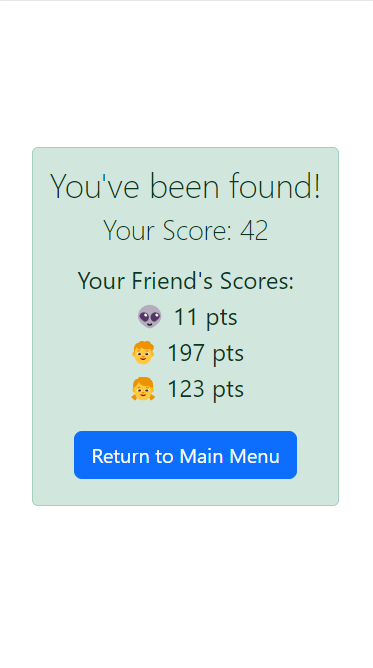 You've been found!
Your Score: 42
Your Friend's Scores:
👽 11 pts
👦 197 pts
👧 123 pts
Return to Main Menu